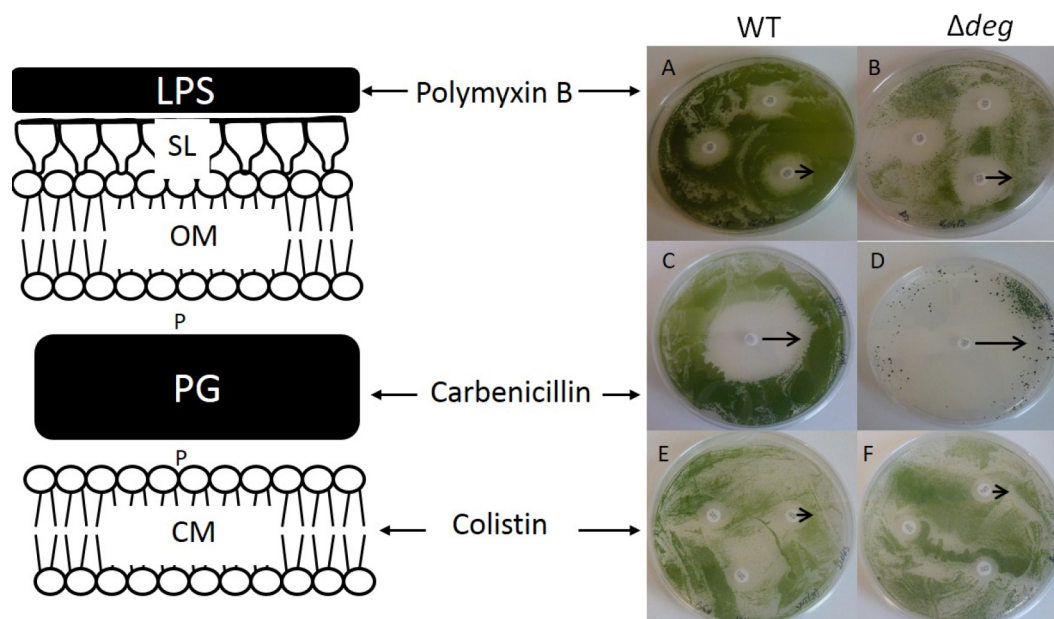 WT Δdeg
LPS
Polymyxin B
A
B
SL
OM
P
C
D
PG
Carbenicillin
P
E
F
CM
Colistin